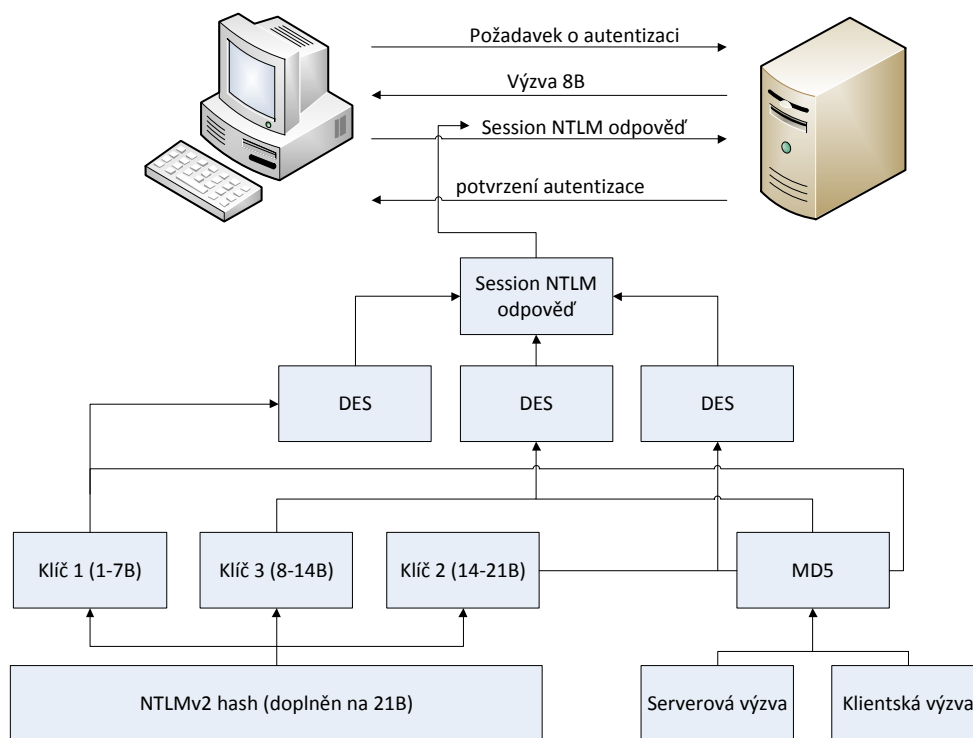 Požadavek o autentizaci
Výzva 8B
Session NTLM odpověď
potvrzení autentizace
Session NTLM
odpověď
DES
DES
DES
Klíč 1 (1-7B)
Klíč 3 (8-14B)
Klíč 2 (14-21B)
MD5
NTLMv2 hash (doplněn na 21B)
Serverová výzva
Klientská výzva